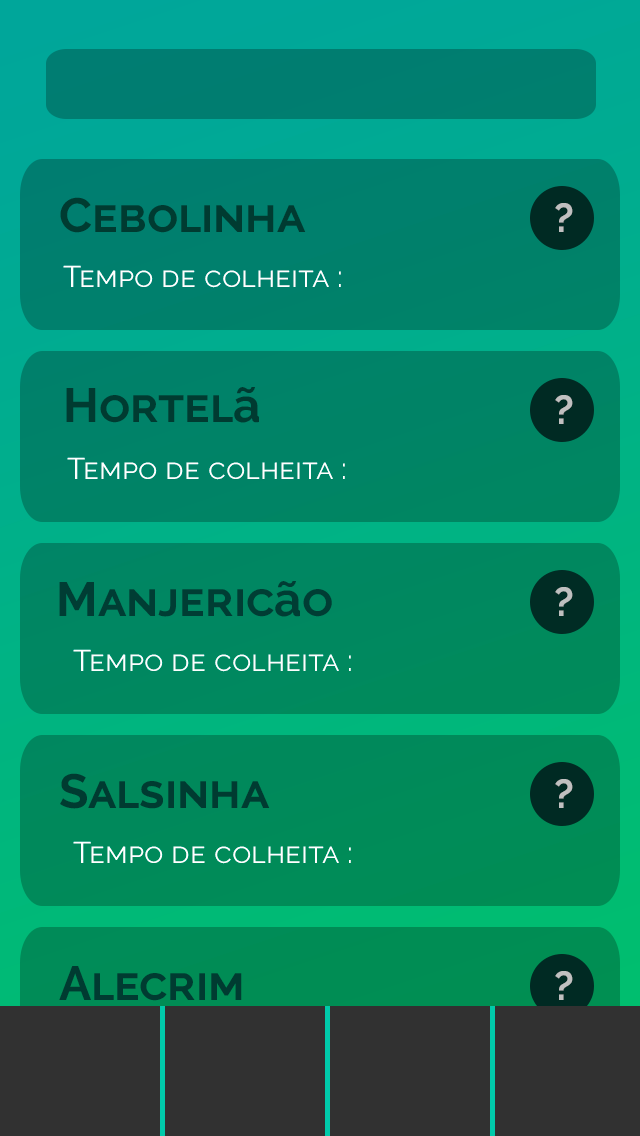 Cebolinha
?
Tempo de colheita :
Hortelã
?
Tempo de colheita :
Manjericão
?
Tempo de colheita :
Salsinha
?
Tempo de colheita :
Alecrim
?